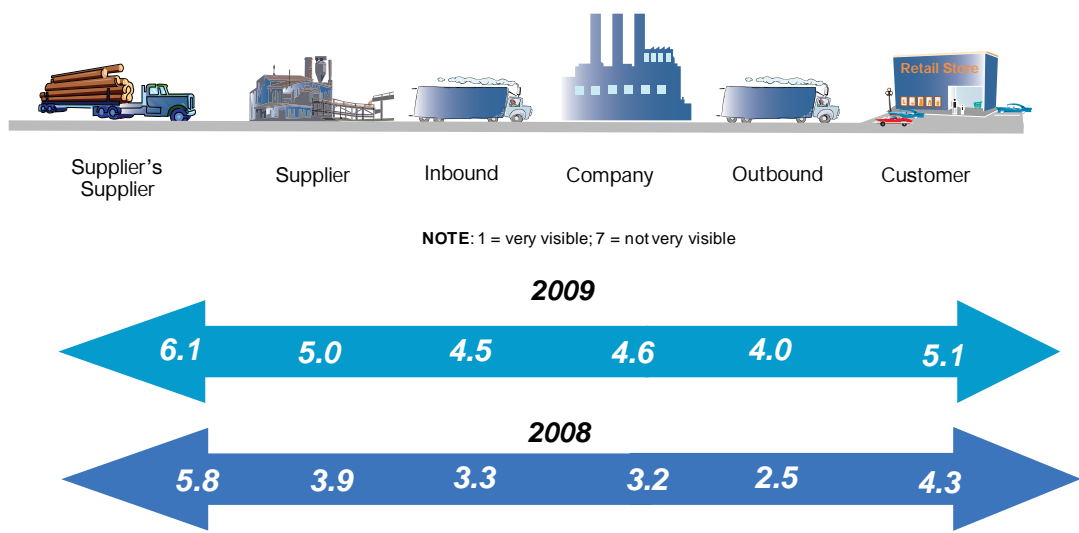 Retail Store
Supplier's
Supplier
Supplier
Inbound
Company
Outbound
Customer
NOTE: 1 = very visible; 7 = not very visible
2009
6.1 5.0 4.5 4.6 4.0 5.1
2008
5.8 3.9 3.3 3.2 2.5 4.3